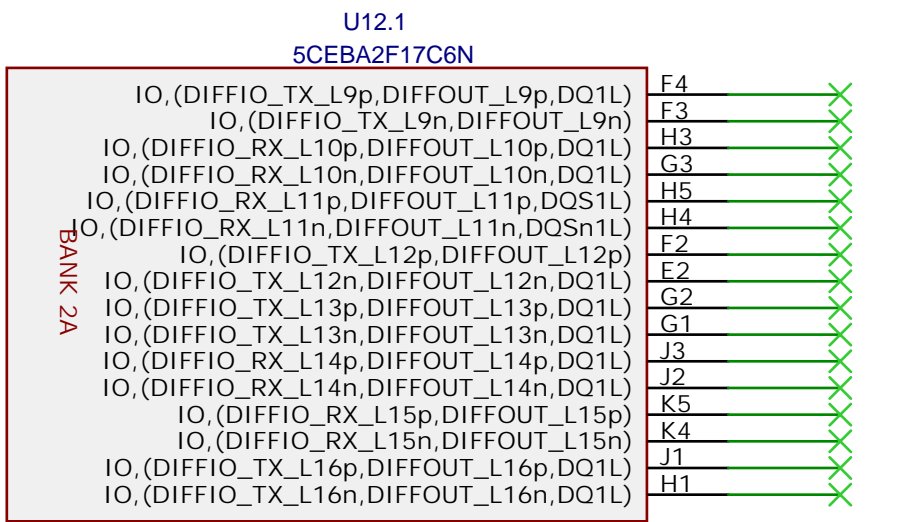 U12.1
5CEBA2F17C6N
IO,(DIFFIO_TX_L9p,DIFFOUT_L9p,DQ1L) F4
IO,(DIFFIO_TX_L9n,DIFFOUT_L9n) F3
IO,(DIFFIO_RX_L10p,DIFFOUT_L10p,DQ1L) H3
IO,(DIFFIO_RX_L10n,DIFFOUT_L10n,DQ1L) G3
IO,(DIFFIO_RX_L11p,DIFFOUT_L11p,DQS1L) H5
IO,(DIFFIO_RX_L11n,DIFFOUT_L11n,DQSn1L) H4
IO,(DIFFIO_TX_L12p,DIFFOUT_L12p) F2
IO,(DIFFIO_TX_L12n,DIFFOUT_L12n,DQ1L) E2
IO,(DIFFIO_TX_L13p,DIFFOUT_L13p,DQ1L) G2
IO,(DIFFIO_TX_L13n,DIFFOUT_L13n,DQ1L) G1
IO,(DIFFIO_RX_L14p,DIFFOUT_L14p,DQ1L) J3
IO,(DIFFIO_RX_L14n,DIFFOUT_L14n,DQ1L) J2
IO,(DIFFIO_RX_L15p,DIFFOUT_L15p) K5
IO,(DIFFIO_RX_L15n,DIFFOUT_L15n) K4
IO,(DIFFIO_TX_L16p,DIFFOUT_L16p,DQ1L) J1
IO,(DIFFIO_TX_L16n,DIFFOUT_L16n,DQ1L) H1
BANK 2A